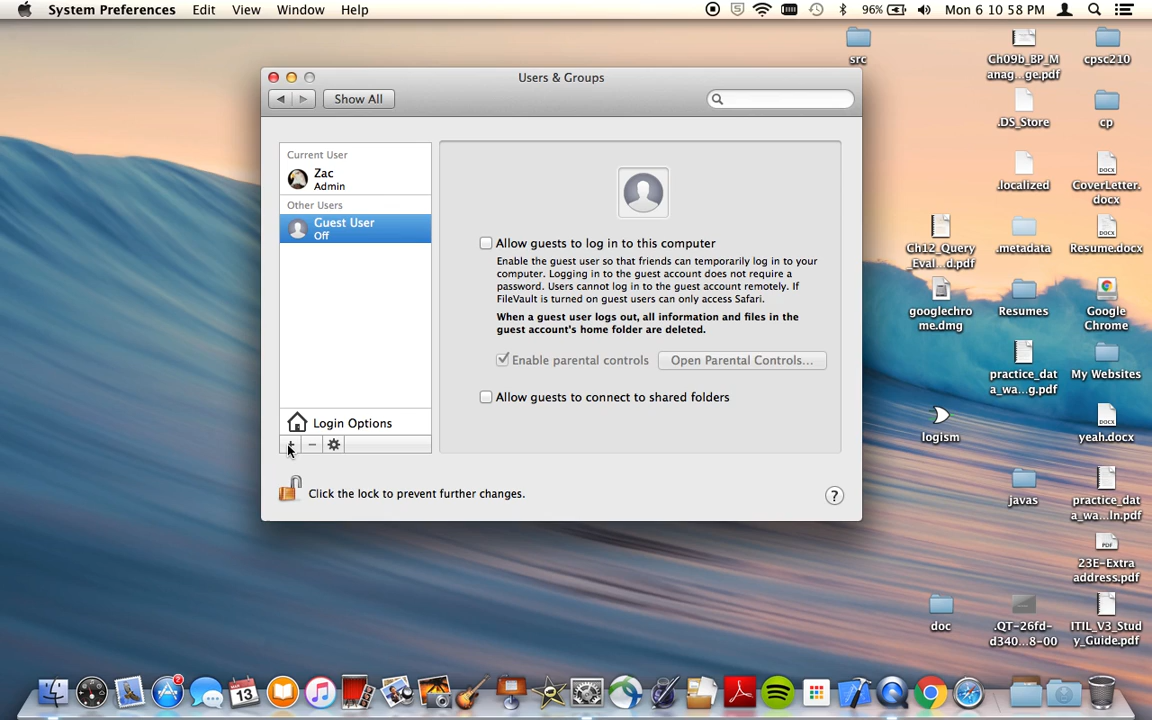 System Preferences Edit View Window Help
96% Mon 6 10 58 PM
Users & Groups
Show All
Current User
Zac
Admin
Other Users
Guest User
Off
Login Options
Allow guests to log in to this computer
Enable the guest user so that friends can temporarily log in to your
computer. Logging in to the guest account does not require a
password. Users cannot log in to the guest account remotely. If
FileVault is turned on guest users can only access Safari.
When a guest user logs out, all information and files in the
guest account's home folder are deleted.
Enable parental controls Open Parental Controls...
Allow guests to connect to shared folders
Click the lock to prevent further changes.
?
src
Ch09b_BP_M
anag...ge.pdf
cpsc210
.DS_Store
cp
.localized
DOCX
CoverLetter.
docx
Ch12_Query
_Eval...d.pdf
.metadata
DOCX
Resume.docx
googlechro
me.dmg
Resumes
Google
Chrome
practice_dat
a_wa...g.pdf
My Websites
logism
DOCX
yeah.docx
javas
practice_dat
a_wa...ln.pdf
PDF
23E-Extra
address.pdf
doc
.QT-26fd-
d340...8-00
ITIL_V3_Stud
y_Guide.pdf
MAR
13